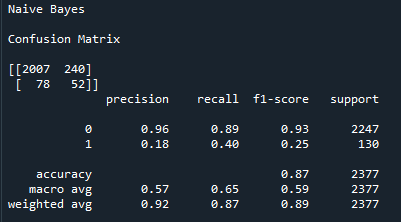 Naive Bayes
Confusion Matrix
[[2007 240]
[ 78 52]]
precision recall f1-score support
0 0.96 0.89 0.93 2247
1 0.18 0.40 0.25 130
accuracy 0.87 2377
macro avg 0.57 0.65 0.59 2377
weighted avg 0.92 0.87 0.89 2377